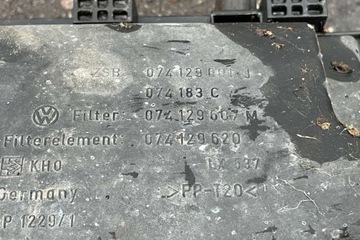 ZSB 074 129 601 J
074 183 C
Filter: 074 129 607 M
Filterelement: 074 129 620
KHO
Germany >PP-T20<
P 1229/1